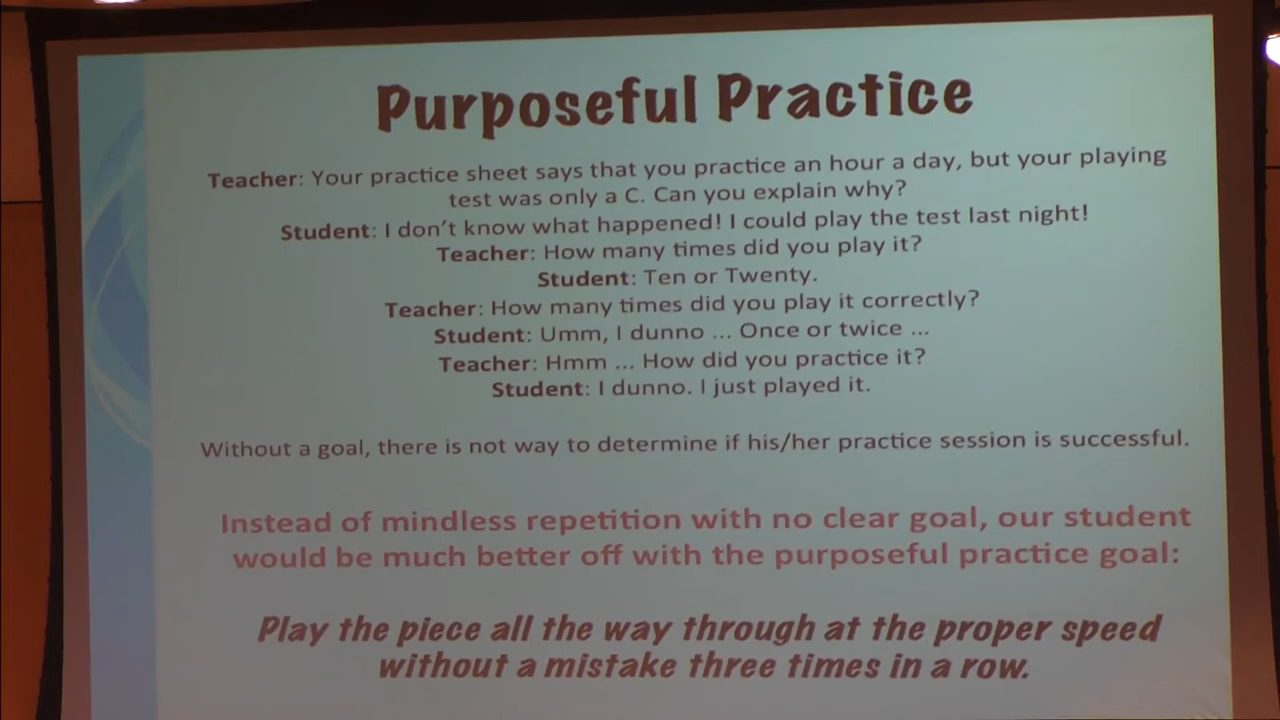 Purposeful Practice
Teacher: Your practice sheet says that you practice an hour a day, but your playing
test was only a C. Can you explain why?
Student: I don't know what happened! I could play the test last night!
Teacher: How many times did you play it?
Student: Ten or Twenty.
Teacher: How many times did you play it correctly?
Student: Umm, I dunno ... Once or twice ...
Teacher: Hmm ... How did you practice it?
Student: I dunno. I just played it.
Without a goal, there is not way to determine if his/her practice session is successful.
Instead of mindless repetition with no clear goal, our student
would be much better off with the purposeful practice goal:
Play the piece all the way through at the proper speed
without a mistake three times in a row.